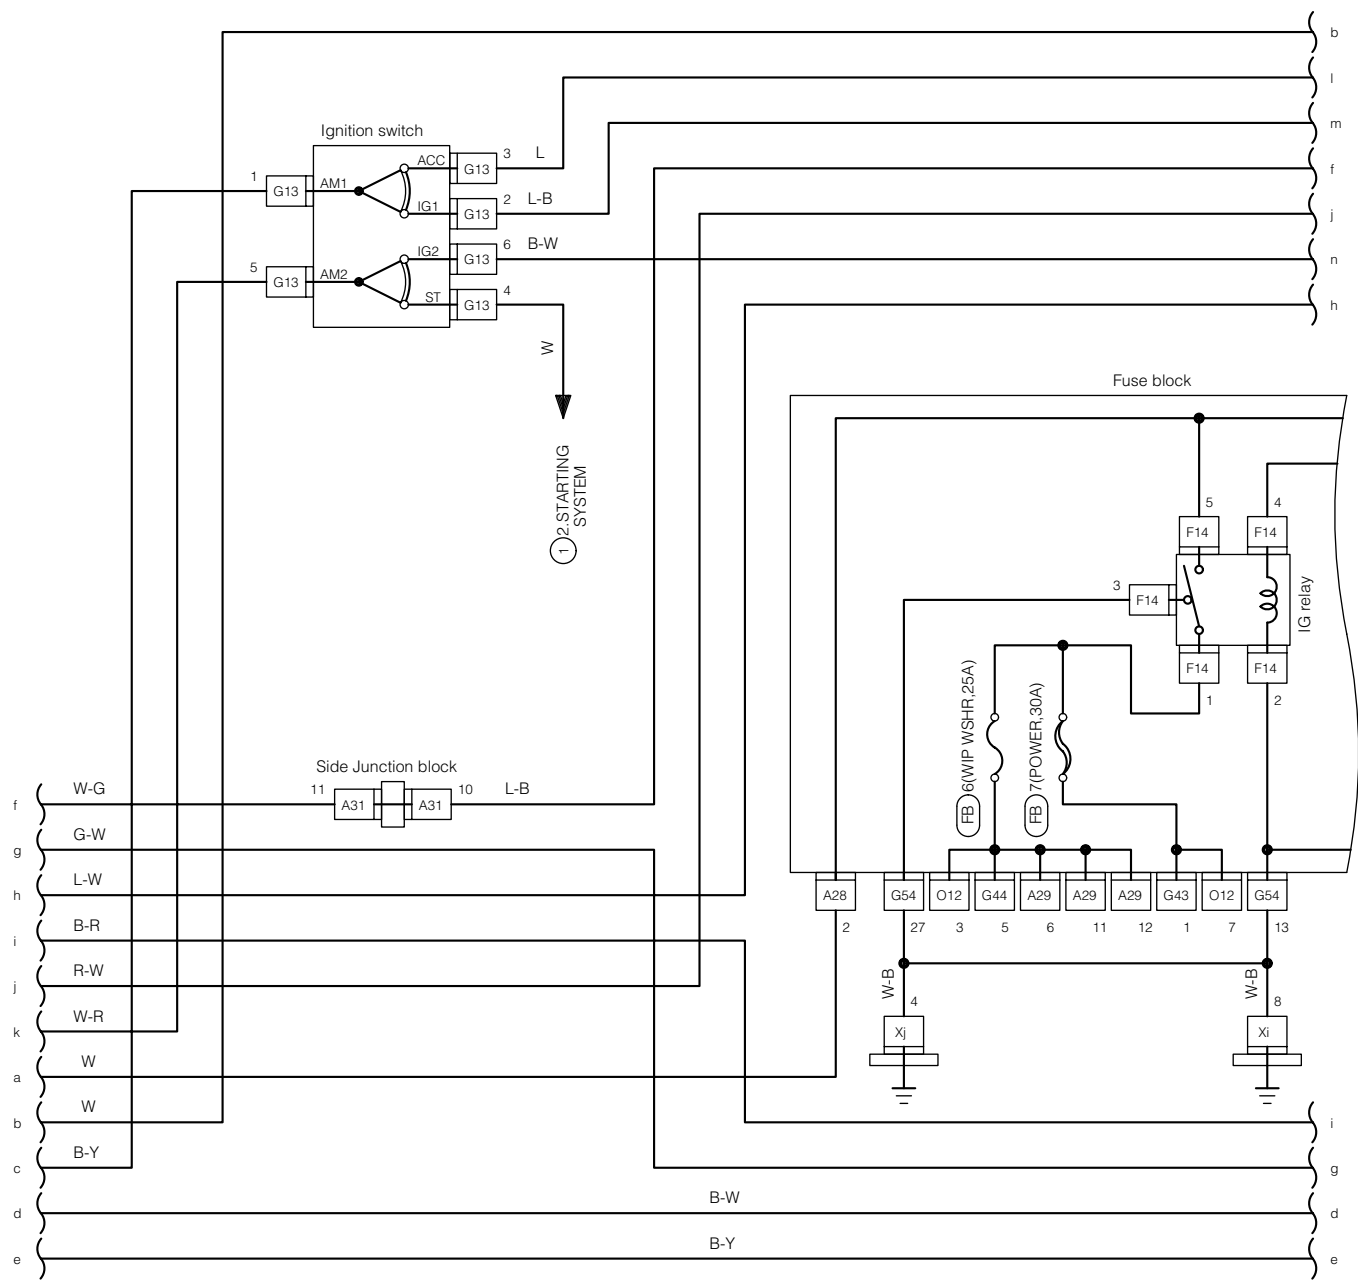 b
l
m
Ignition switch
3
L
ACC
G13
f
1
G13
AM1
2
L-B
IG1
G13
j
6
B-W
IG2
G13
n
5
G13
AM2
4
ST
G13
h
W
Fuse block
1
2.STARTING
SYSTEM
5
4
F14
F14
3
F14
IG relay
F14
F14
1
2
FB
6(WIP WSHR,25A)
FB
7(POWER,30A)
Side Junction block
11
A31
A31
10
L-B
f
W-G
g
G-W
h
L-W
A28
G54
O12
G44
A29
A29
A29
G43
O12
G54
2
27
3
5
6
11
12
1
7
13
i
B-R
j
R-W
W-B
W-B
4
8
k
W-R
Xj
Xi
a
W
b
W
i
c
B-Y
g
d
B-W
d
e
B-Y
e